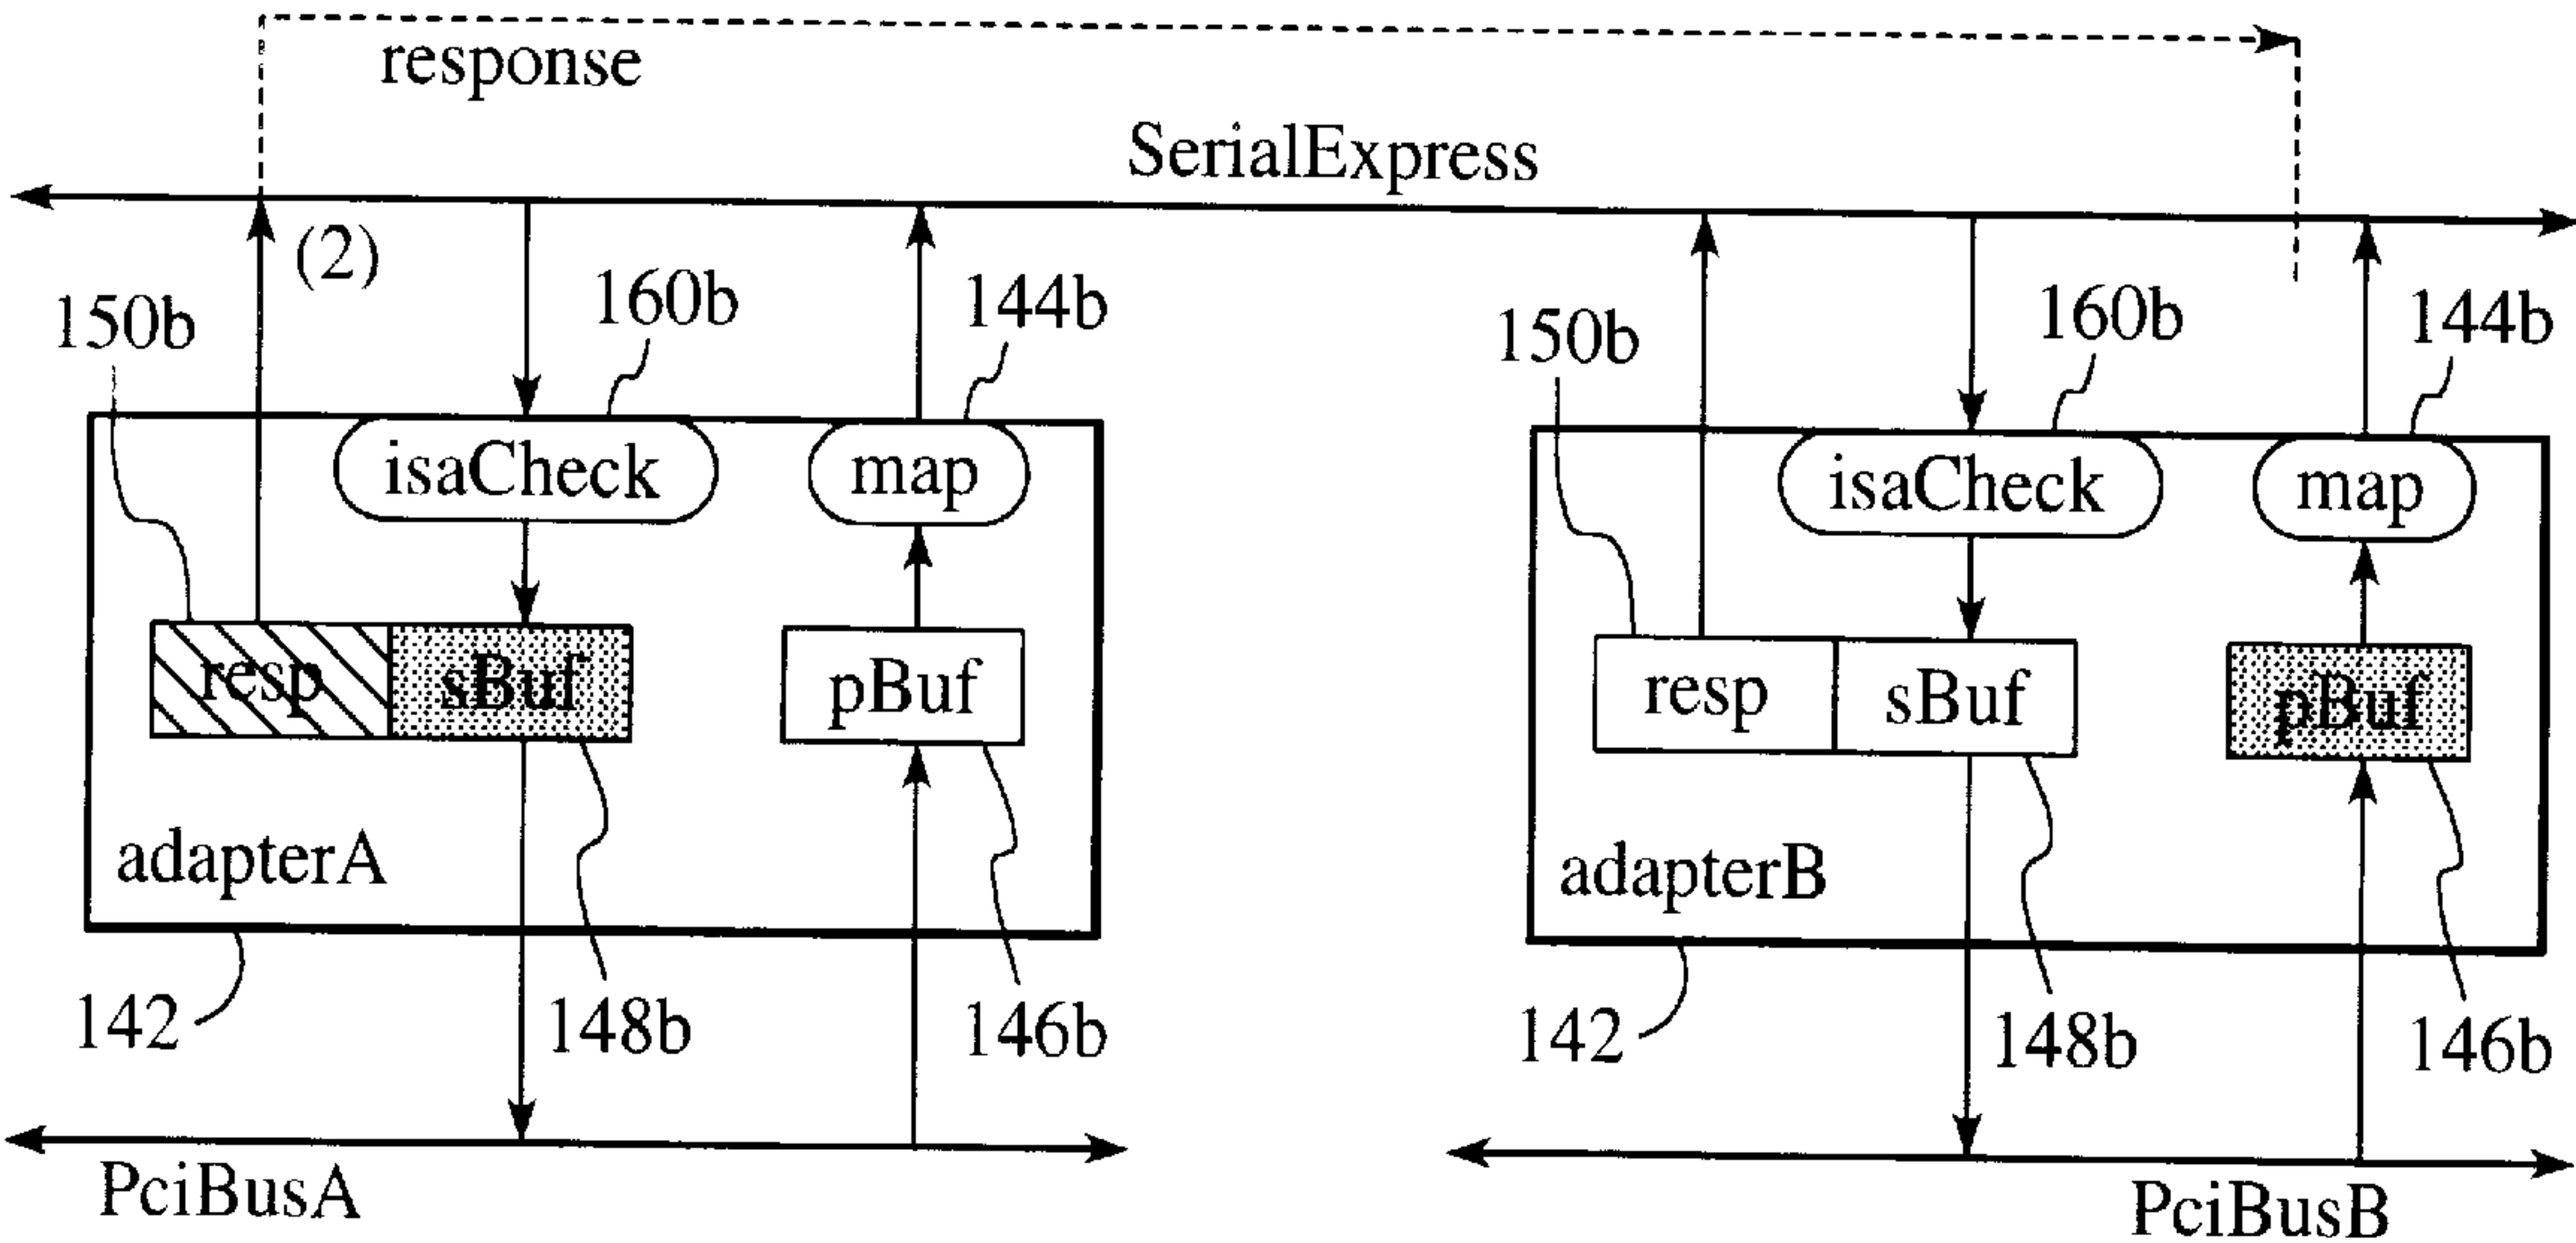 response
SerialExpress
(2)
150b
160b
144b
150b
160b
144b
isaCheck
map
isaCheck
map
resp
sBuf
pBuf
resp
sBuf
pBuf
adapterA
adapterB
142
148b
146b
142
148b
146b
PciBusA
PciBusB